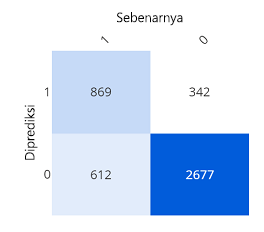 Sebenarnya
1 0
Diprediksi
1 869 342
0 612 2677